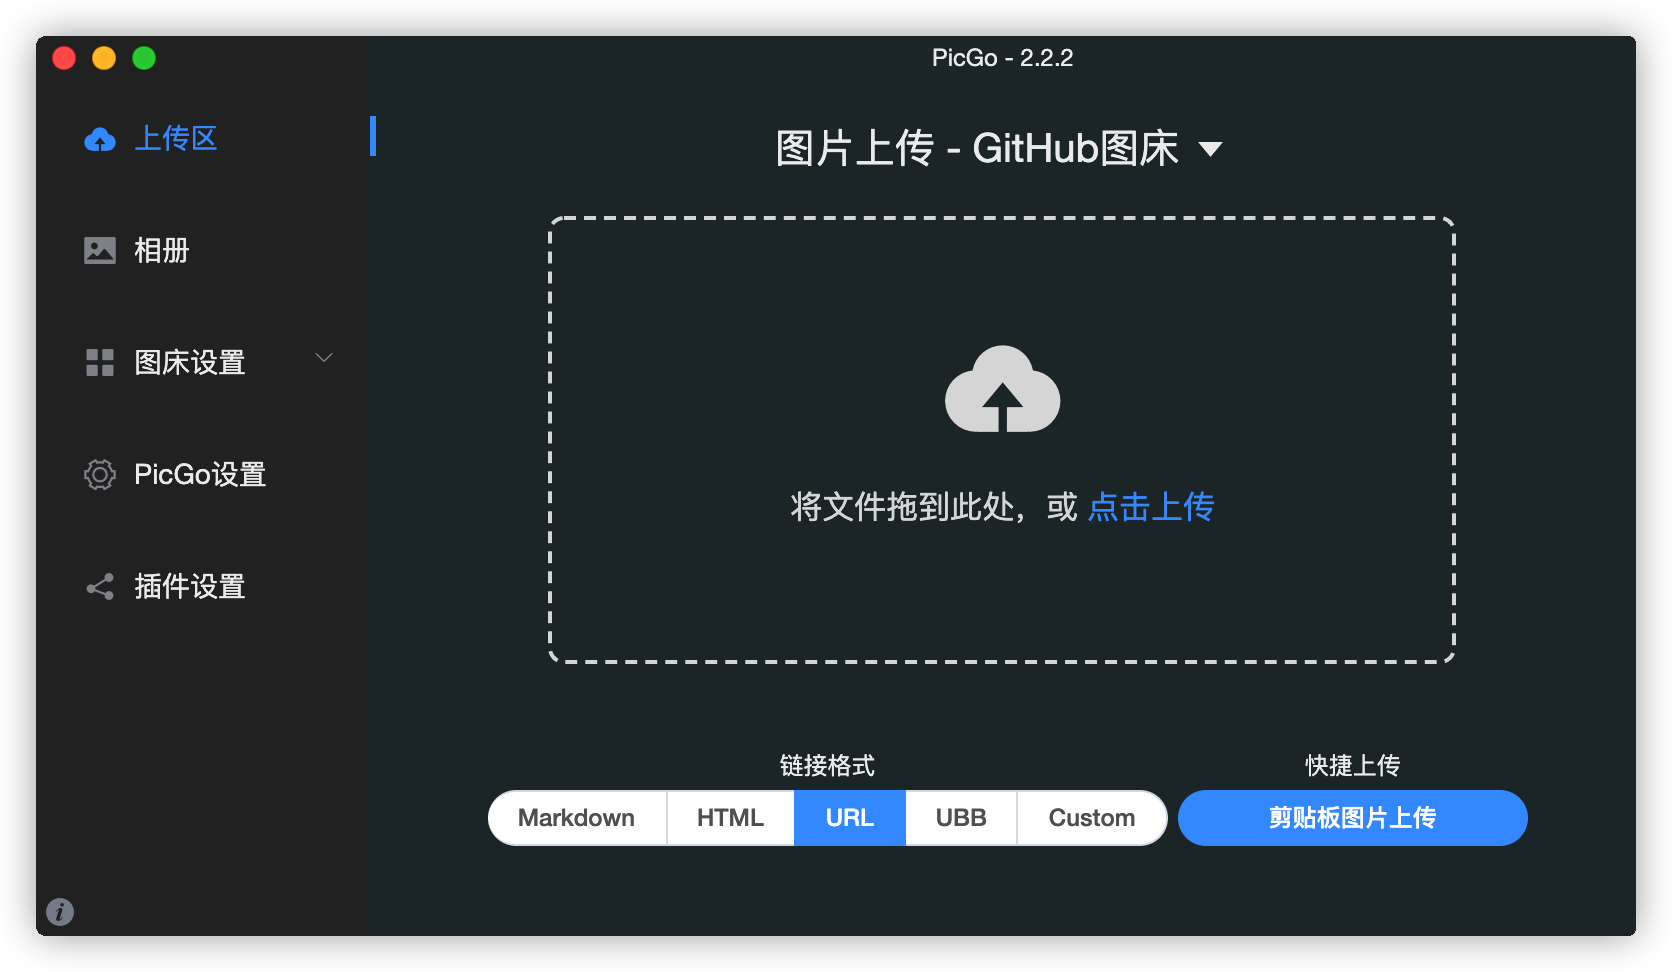 PicGo - 2.2.2
上传区
相册
图床设置
PicGo设置
插件设置
图片上传 - GitHub图床
将文件拖到此处，或 点击上传
链接格式
Markdown HTML URL UBB Custom
快捷上传
剪贴板图片上传